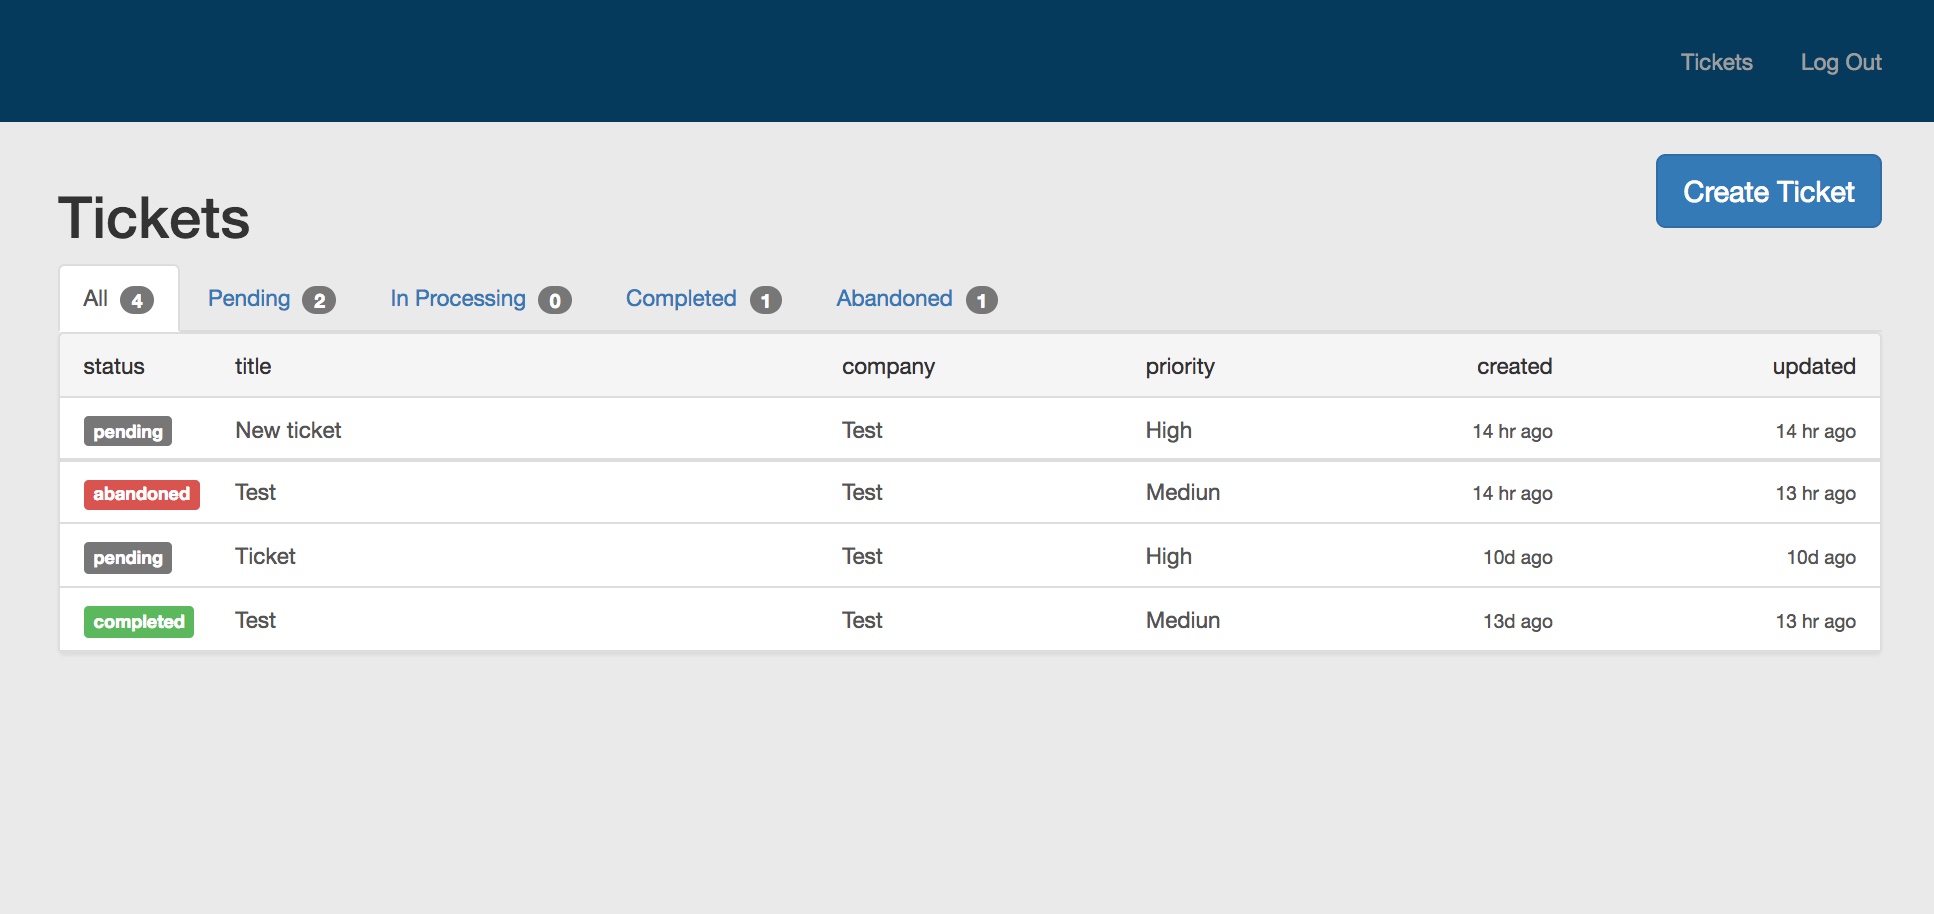 Tickets Log Out
Create Ticket
Tickets
All 4 Pending 2 In Processing 0 Completed 1 Abandoned 1
status title company priority created updated
pending New ticket Test High 14 hr ago 14 hr ago
abandoned Test Test Mediun 14 hr ago 13 hr ago
pending Ticket Test High 10d ago 10d ago
completed Test Test Mediun 13d ago 13 hr ago